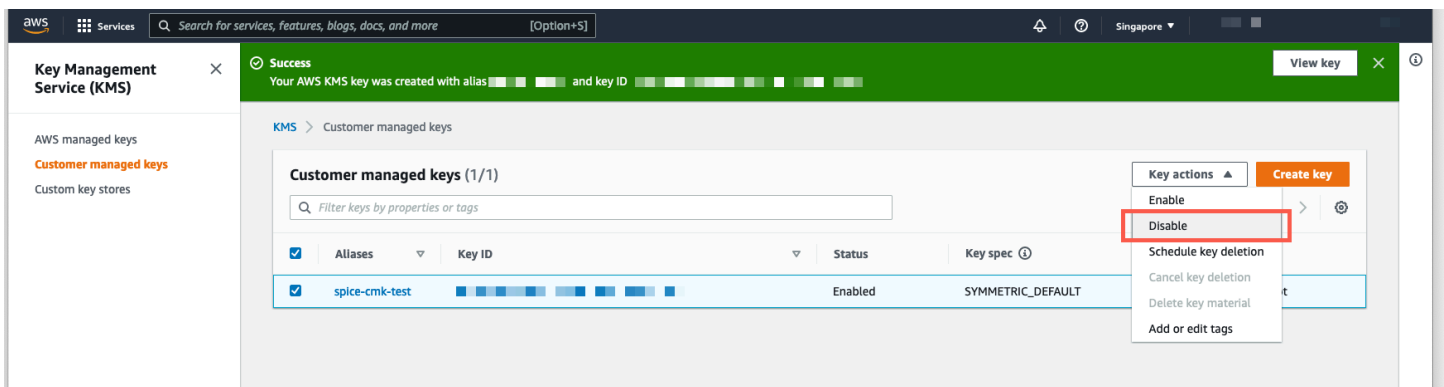 aws Services Search for services, features, blogs, docs, and more [Option+S] Singapore ▼
Key Management
Service (KMS)
AWS managed keys
Customer managed keys
Custom key stores
Success
Your AWS KMS key was created with alias and key ID
View key
KMS > Customer managed keys
Customer managed keys (1/1)
Key actions ▲ Create key
Filter keys by properties or tags
Aliases Key ID Status Key spec
spice-cmk-test Enabled SYMMETRIC_DEFAULT
Enable
Disable
Schedule key deletion
Cancel key deletion
Delete key material
Add or edit tags